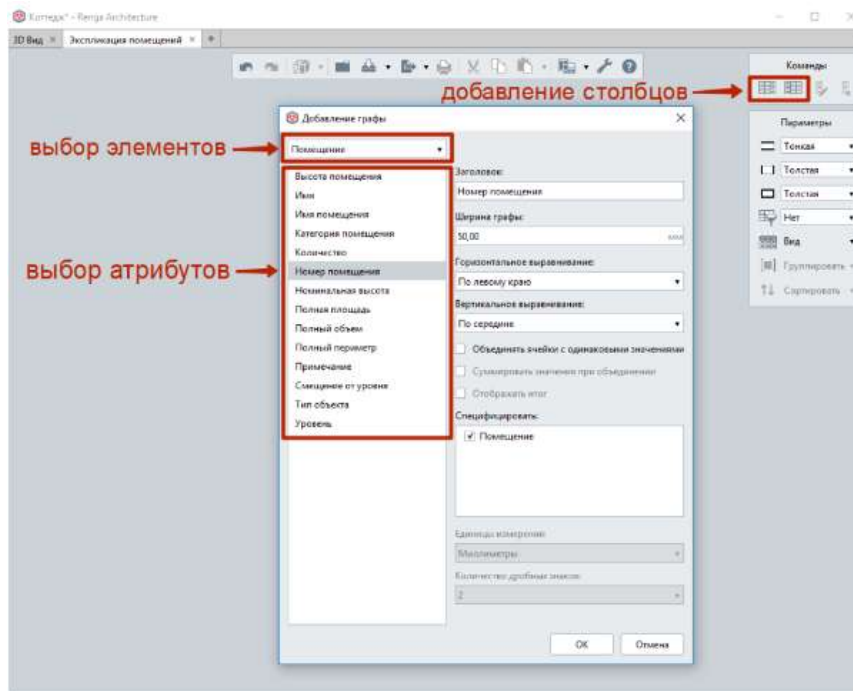 Коттедж* - Renga Architecture
3D Вид
Экспликация помещений
добавление столбцов
Команды
Добавление графы
выбор элементов
Помещение
Параметры
Тонкая
Толстая
Толстая
Нет
Вид
Группировать
Сортировать
выбор атрибутов
Высота помещения
Имя
Имя помещения
Категория помещения
Количество
Номер помещения
Номинальная высота
Полная площадь
Полный объем
Полный периметр
Примечание
Смещение от уровня
Тип объекта
Уровень
Заголовок:
Номер помещения
Ширина графы:
50,00
Горизонтальное выравнивание:
По левому краю
Вертикальное выравнивание:
По середине
Объединять ячейки с одинаковыми значениями
Суммировать значения при объединении
Отображать итог
Специфицировать:
Помещение
Единицы измерения:
Миллиметры
Количество дробных знаков:
2
ОК
Отмена